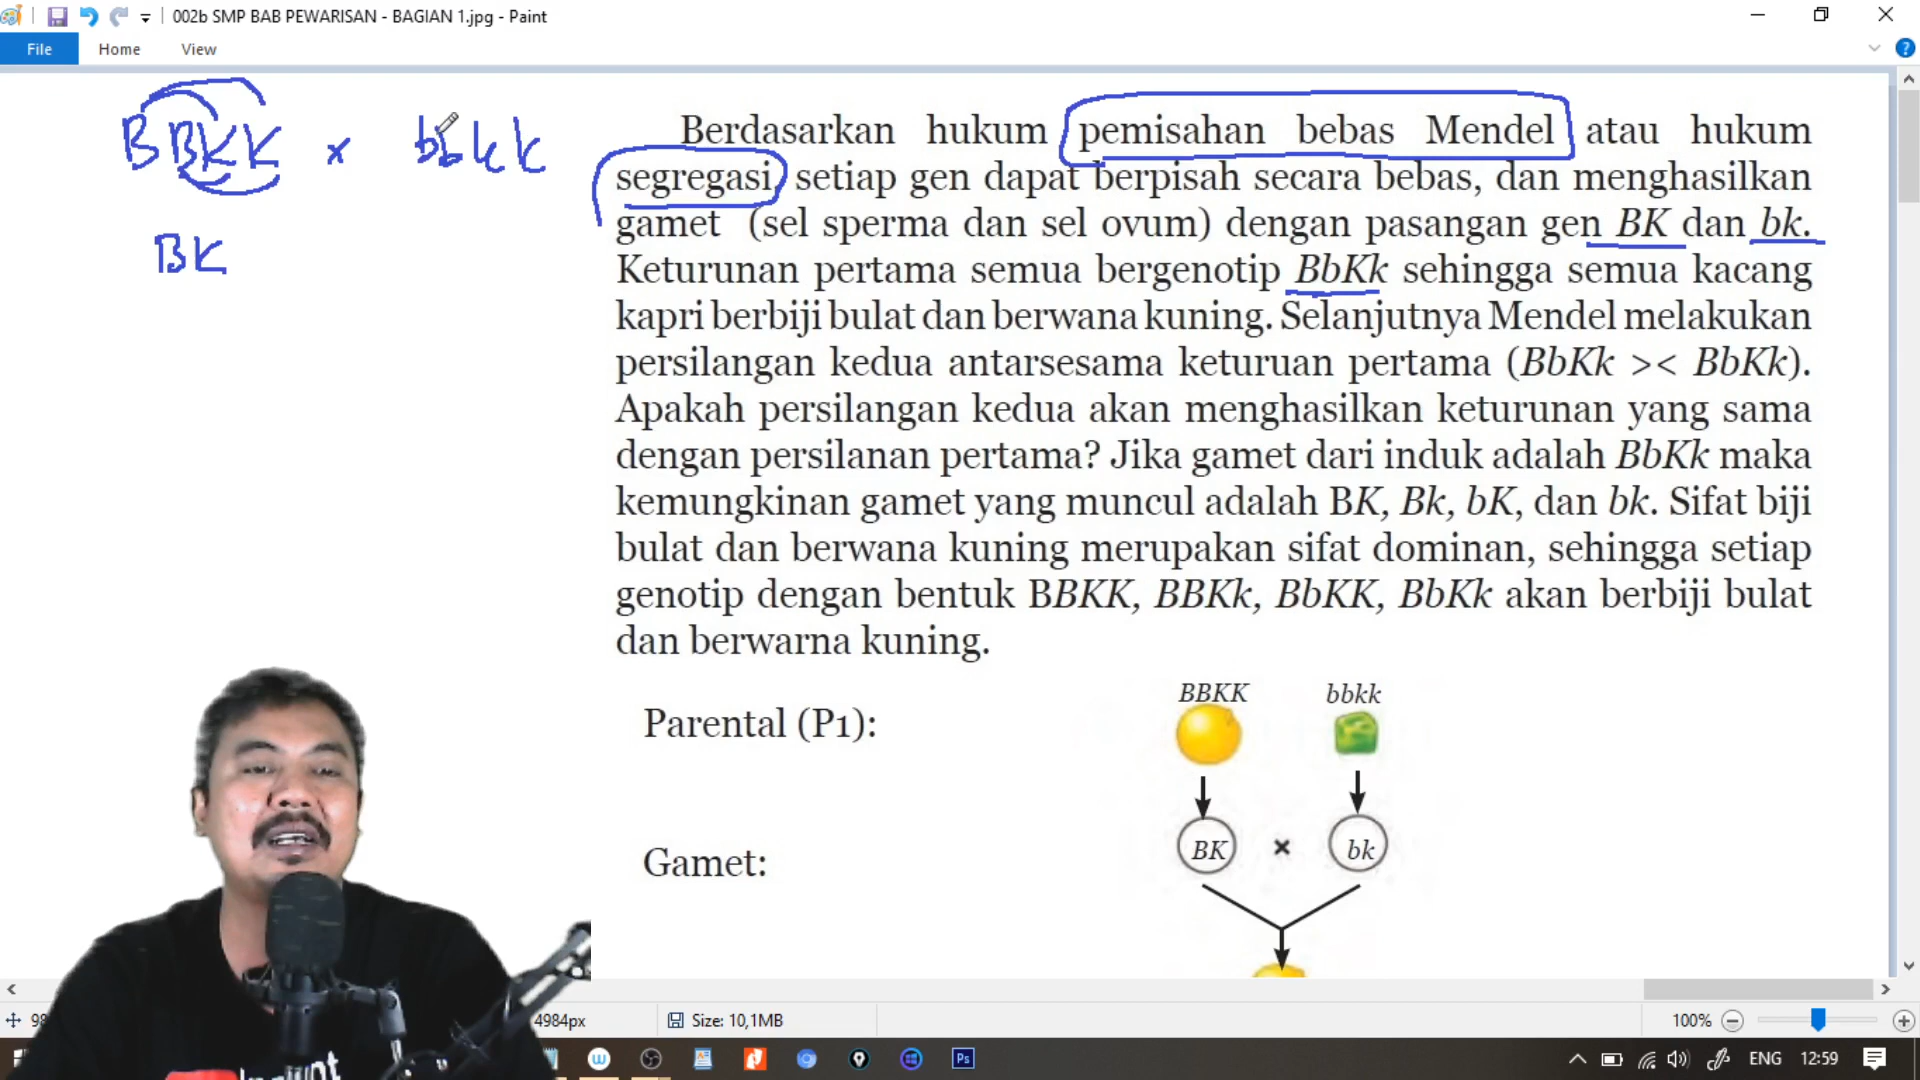 002b SMP BAB PEWARISAN - BAGIAN 1.jpg - Paint
File Home View
BBKK x bbkk
BK
Berdasarkan hukum pemisahan bebas Mendel atau hukum
segregasi, setiap gen dapat berpisah secara bebas, dan menghasilkan
gamet (sel sperma dan sel ovum) dengan pasangan gen BK dan bk.
Keturunan pertama semua bergenotip BbKk sehingga semua kacang
kapri berbiji bulat dan berwana kuning. Selanjutnya Mendel melakukan
persilangan kedua antarsesama keturuan pertama (BbKk >< BbKk).
Apakah persilangan kedua akan menghasilkan keturunan yang sama
dengan persilanan pertama? Jika gamet dari induk adalah BbKk maka
kemungkinan gamet yang muncul adalah BK, Bk, bK, dan bk. Sifat biji
bulat dan berwana kuning merupakan sifat dominan, sehingga setiap
genotip dengan bentuk BBKK, BBKk, BbKK, BbKk akan berbiji bulat
dan berwarna kuning.
BBKK bbkk
Parental (P1):
BK × bk
Gamet:
4984px Size: 10,1MB 100%
ENG 12:59
Ps